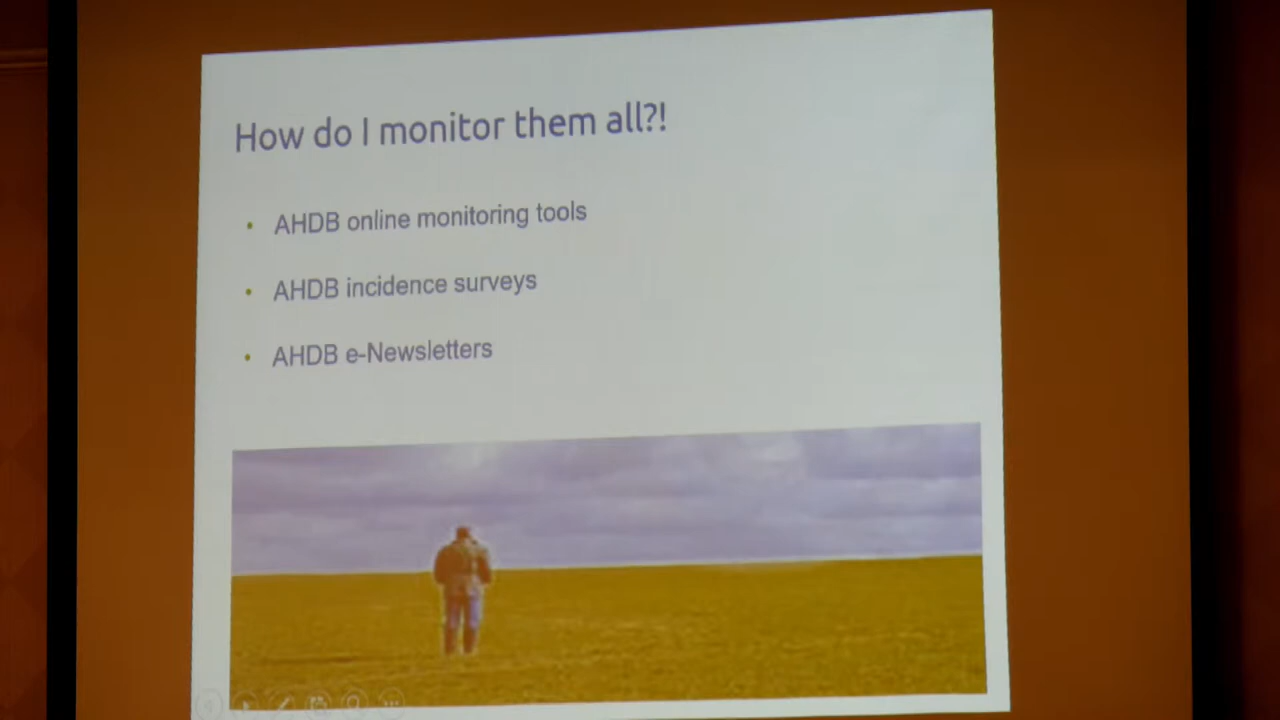 How do I monitor them all?!
• AHDB online monitoring tools
• AHDB incidence surveys
• AHDB e-Newsletters